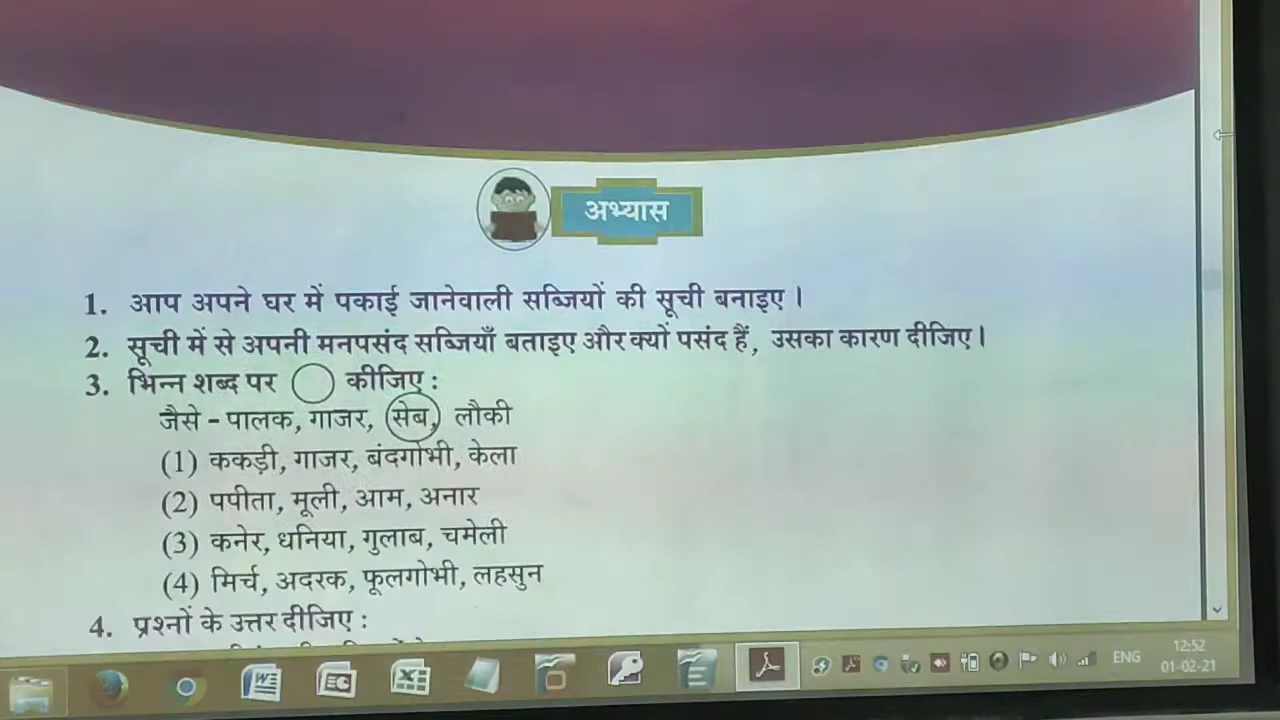 अभ्यास
1. आप अपने घर में पकाई जानेवाली सब्जियों की सूची बनाइए।
2. सूची में से अपनी मनपसंद सब्जियाँ बताइए और क्यों पसंद हैं, उसका कारण दीजिए।
3. भिन्न शब्द पर ◯ कीजिए :
जैसे - पालक, गाजर, सेब, लौकी
(1) ककड़ी, गाजर, बंदगोभी, केला
(2) पपीता, मूली, आम, अनार
(3) कनेर, धनिया, गुलाब, चमेली
(4) मिर्च, अदरक, फूलगोभी, लहसुन
4. प्रश्नों के उत्तर दीजिए :
ENG
12:52
01-02-21